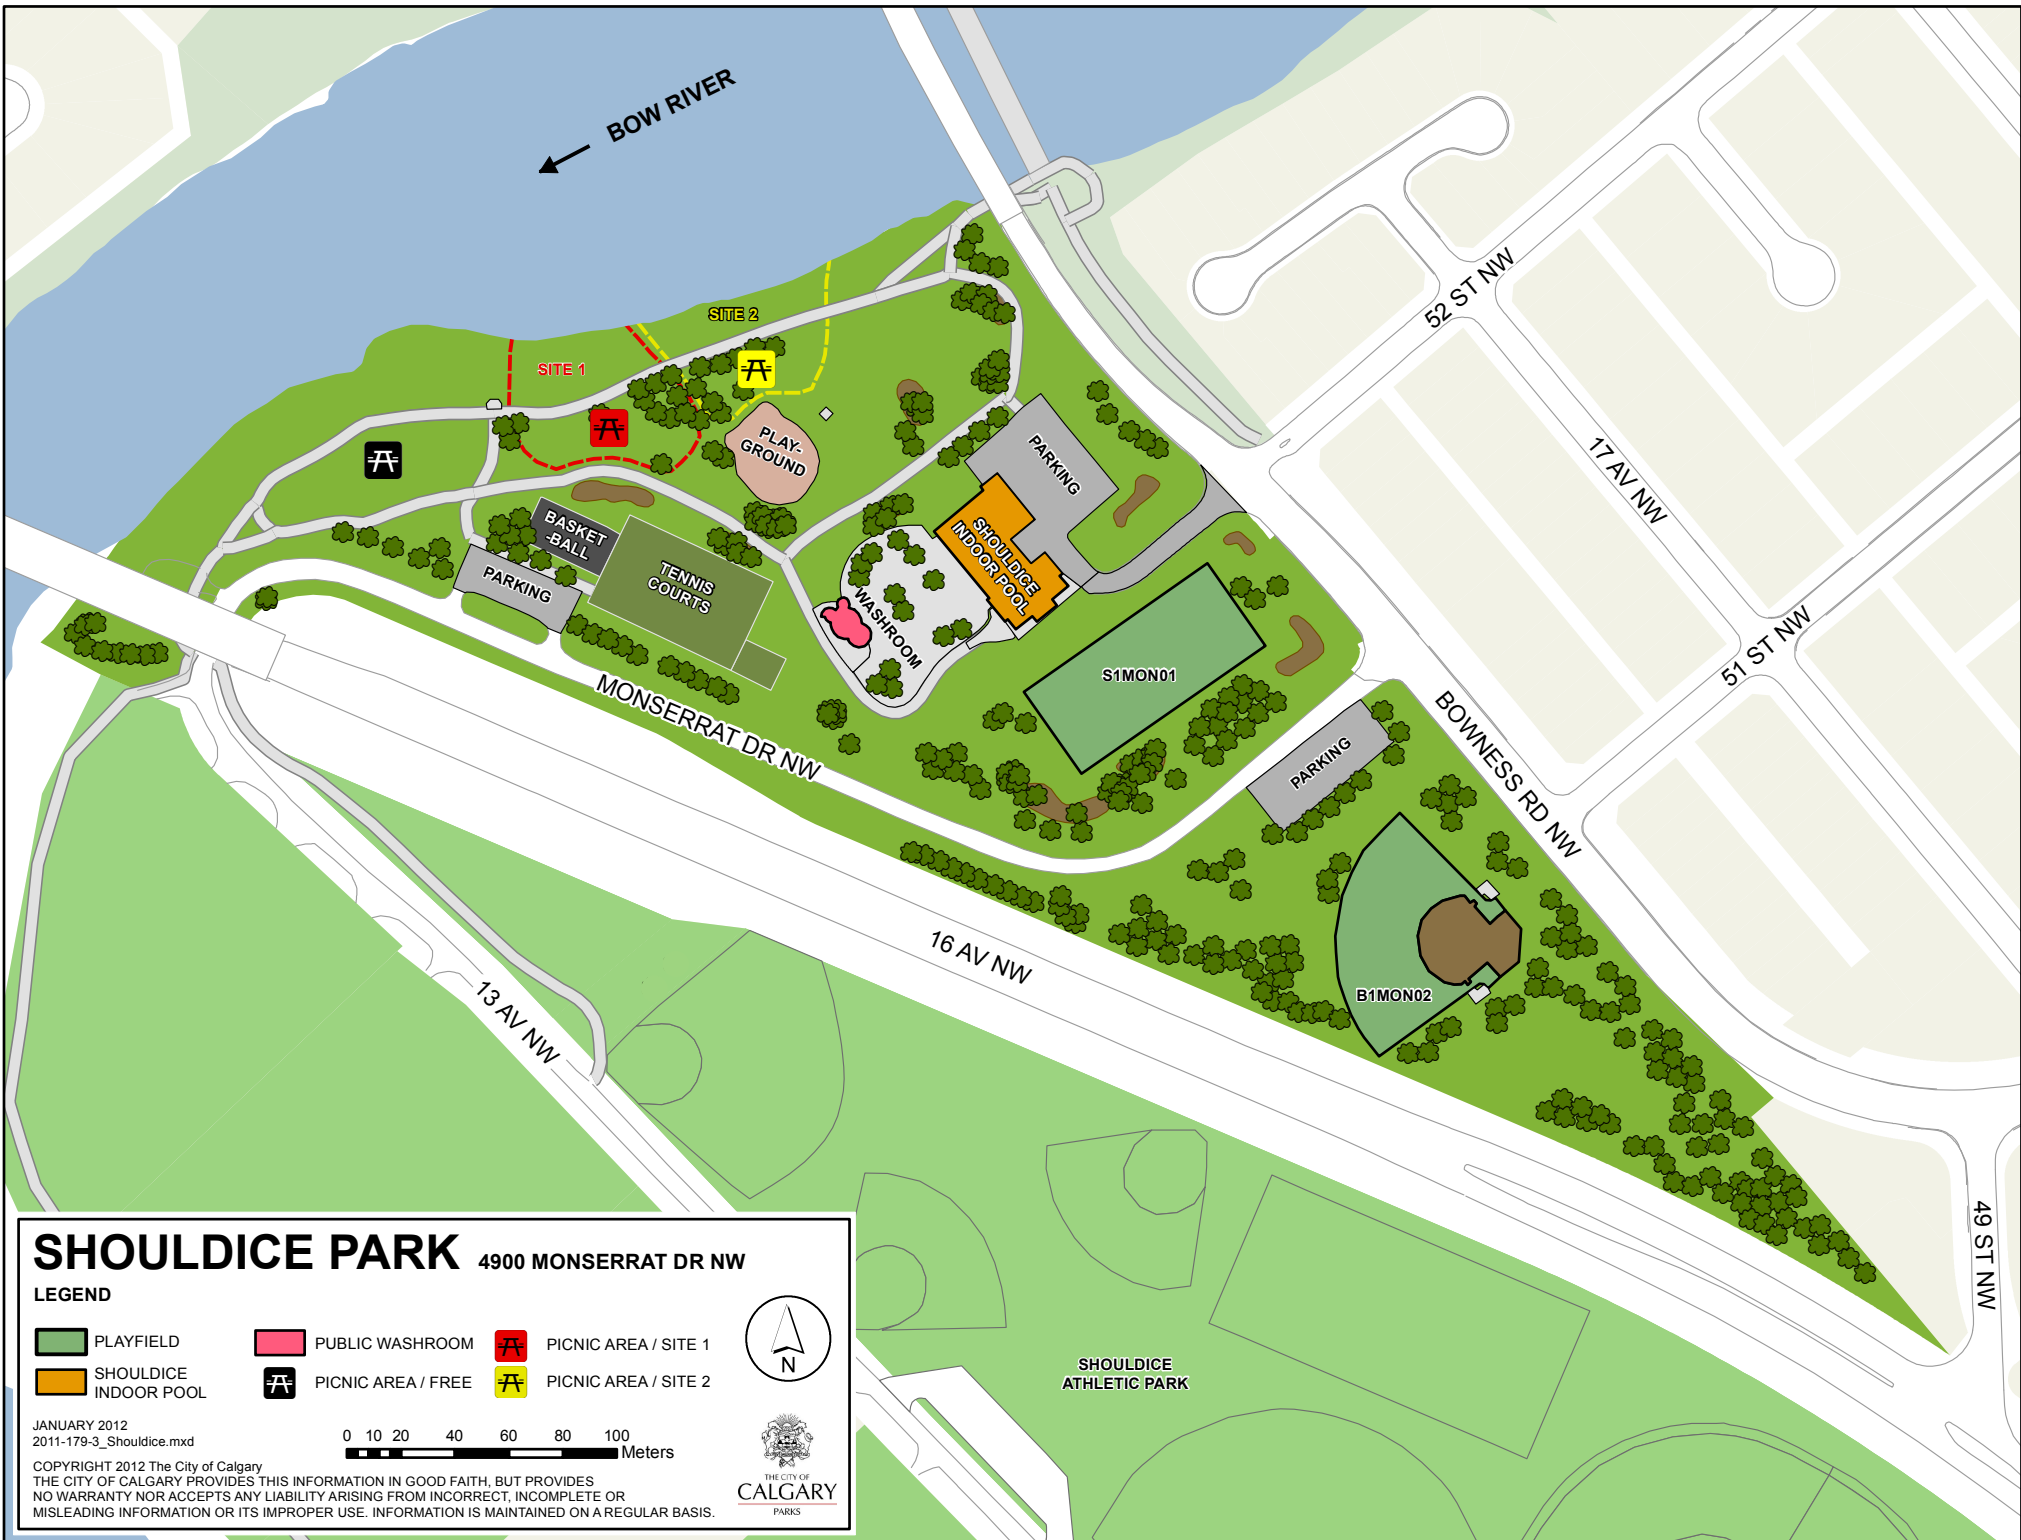 BOW RIVER
SITE 2
SITE 1
52 ST NW
PLAY-
GROUND
PARKING
17 AV NW
BASKET
-BALL
SHOULDICE
INDOOR POOL
TENNIS
COURTS
PARKING
WASHROOM
51 ST NW
S1MON01
MONSERRAT DR NW
BOWNESS RD NW
PARKING
16 AV NW
B1MON02
13 AV NW
49 ST NW
SHOULDICE
ATHLETIC PARK
SHOULDICE PARK 4900 MONSERRAT DR NW
LEGEND
PLAYFIELD
PUBLIC WASHROOM
PICNIC AREA / SITE 1
SHOULDICE
INDOOR POOL
PICNIC AREA / FREE
PICNIC AREA / SITE 2
N
JANUARY 2012
2011-179-3_Shouldice.mxd
0 10 20 40 60 80 100
Meters
COPYRIGHT 2012 The City of Calgary
THE CITY OF CALGARY PROVIDES THIS INFORMATION IN GOOD FAITH, BUT PROVIDES
NO WARRANTY NOR ACCEPTS ANY LIABILITY ARISING FROM INCORRECT, INCOMPLETE OR
MISLEADING INFORMATION OR ITS IMPROPER USE. INFORMATION IS MAINTAINED ON A REGULAR BASIS.
THE CITY OF
CALGARY
PARKS